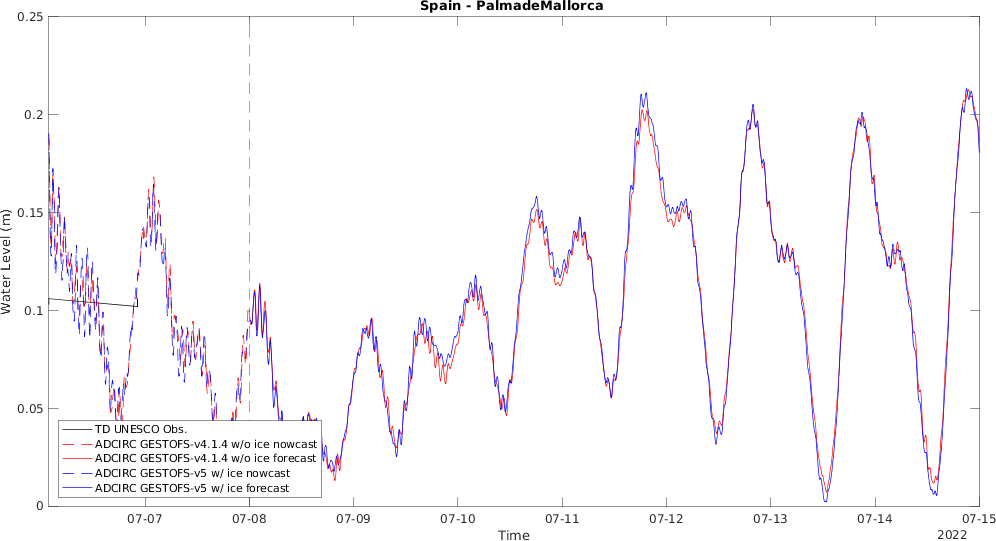 Spain - PalmadeMallorca
0.25
0.2
0.15
0.1
0.05
0
Water Level (m)
TD UNESCO Obs.
ADCIRC GESTOFS-v4.1.4 w/o ice nowcast
ADCIRC GESTOFS-v4.1.4 w/o ice forecast
ADCIRC GESTOFS-v5 w/ ice nowcast
ADCIRC GESTOFS-v5 w/ ice forecast
07-07 07-08 07-09 07-10 07-11 07-12 07-13 07-14 07-15
Time
2022